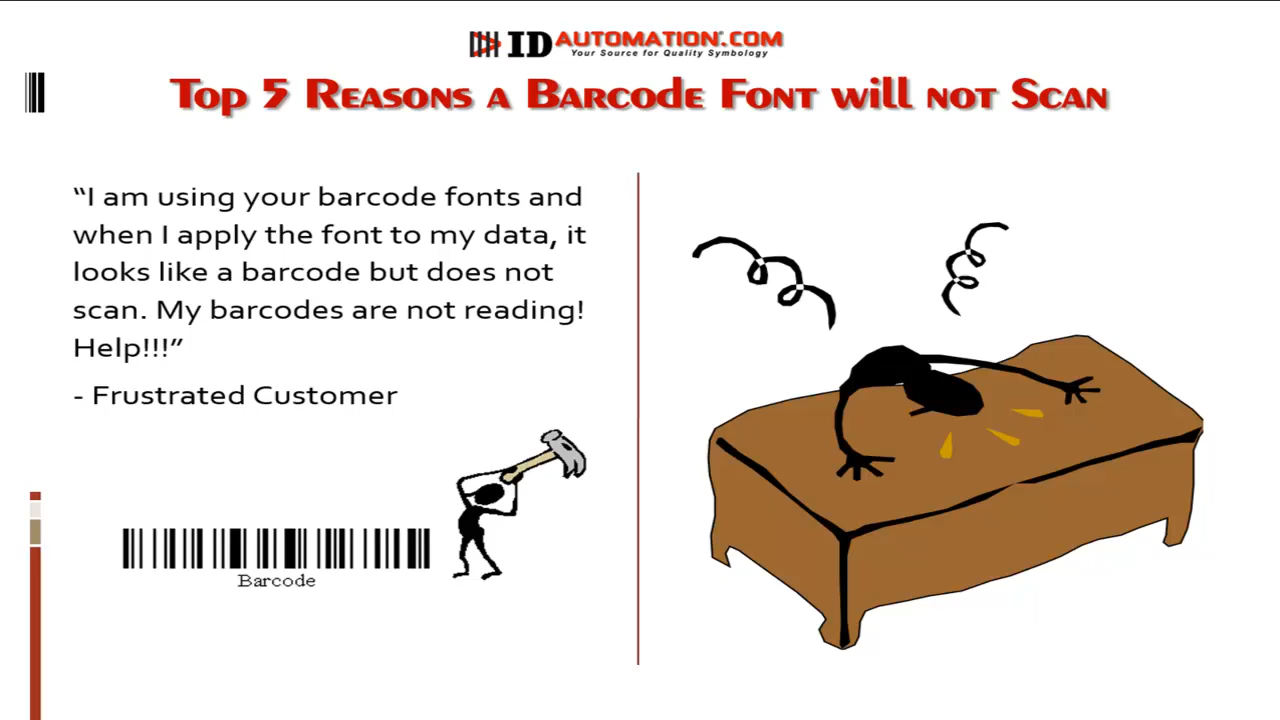 IDAUTOMATION.COM
Your Source for Quality Symbology
Top 5 Reasons a Barcode Font will not Scan
“I am using your barcode fonts and
when I apply the font to my data, it
looks like a barcode but does not
scan. My barcodes are not reading!
Help!!!”
- Frustrated Customer
Barcode